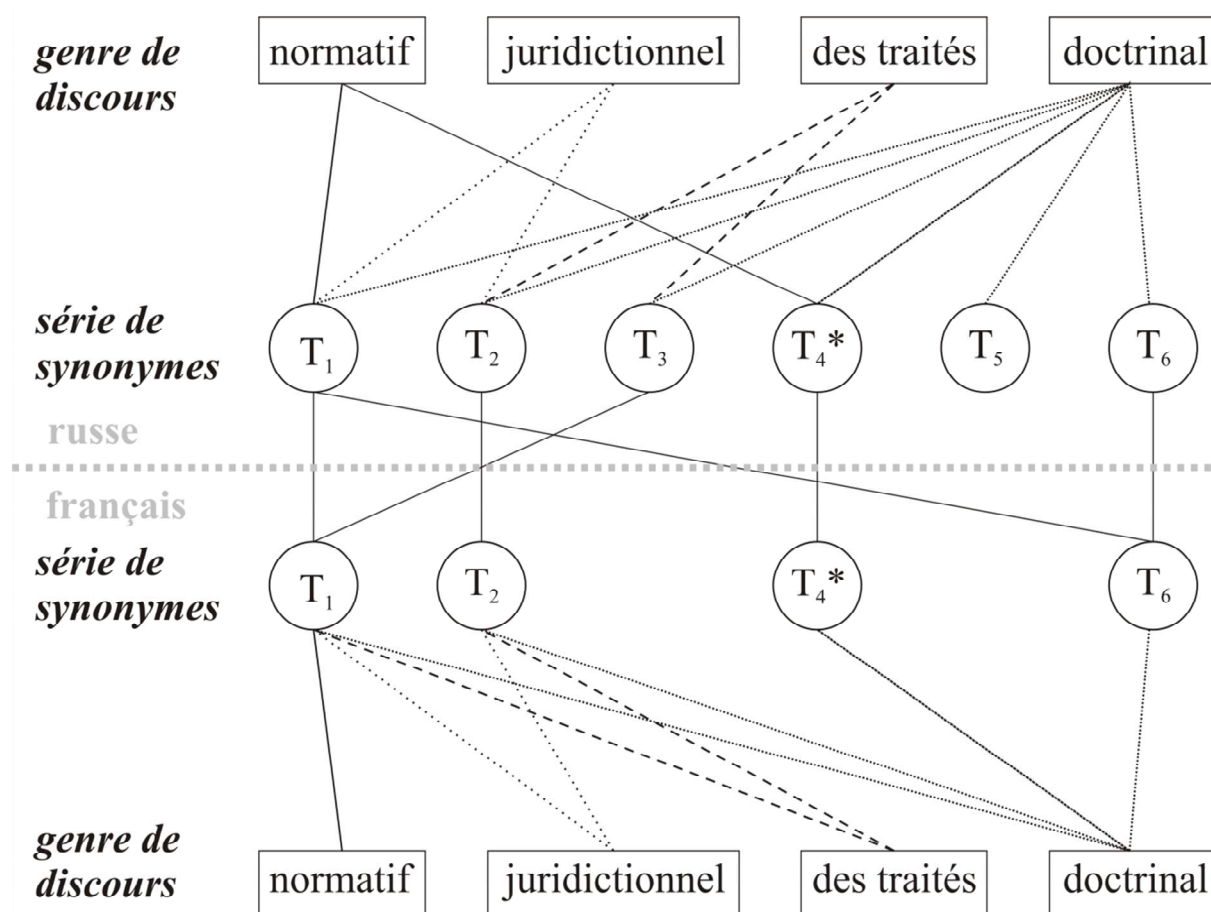 genre de
discours
normatif juridictionnel des traités doctrinal
série de
synonymes
T₁ T₂ T₃ T₄* T₅ T₆
russe
français
série de
synonymes
T₁ T₂ T₄* T₆
genre de
discours
normatif juridictionnel des traités doctrinal